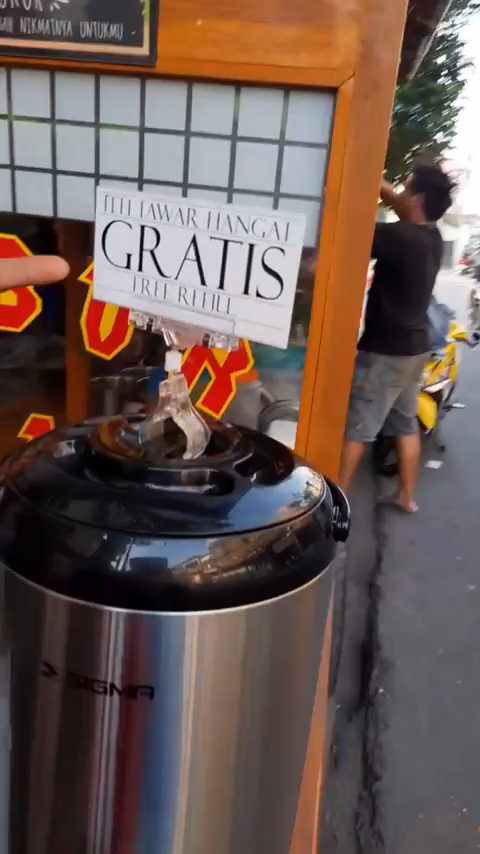 NIKMATNYA UNTUKMU
TEH TAWAR HANGAT
GRATIS
FREE REFILL
SIGMA